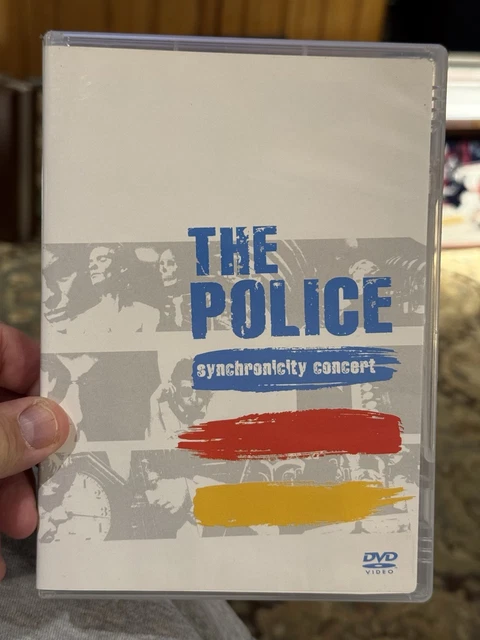 THE
POLICE
synchronicity concert
DVD
VIDEO